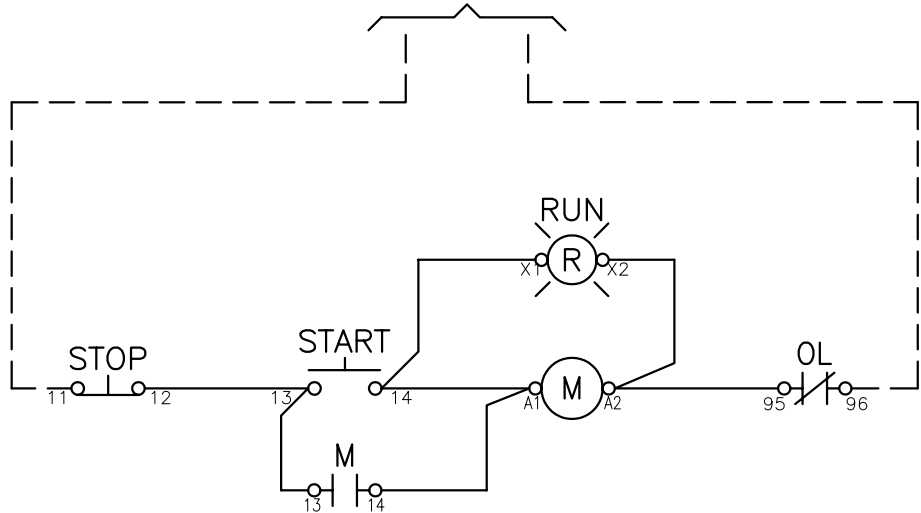 RUN
X1 R X2
START
STOP
OL
11 12 13 14 A1 M A2 95 96
M
13 14